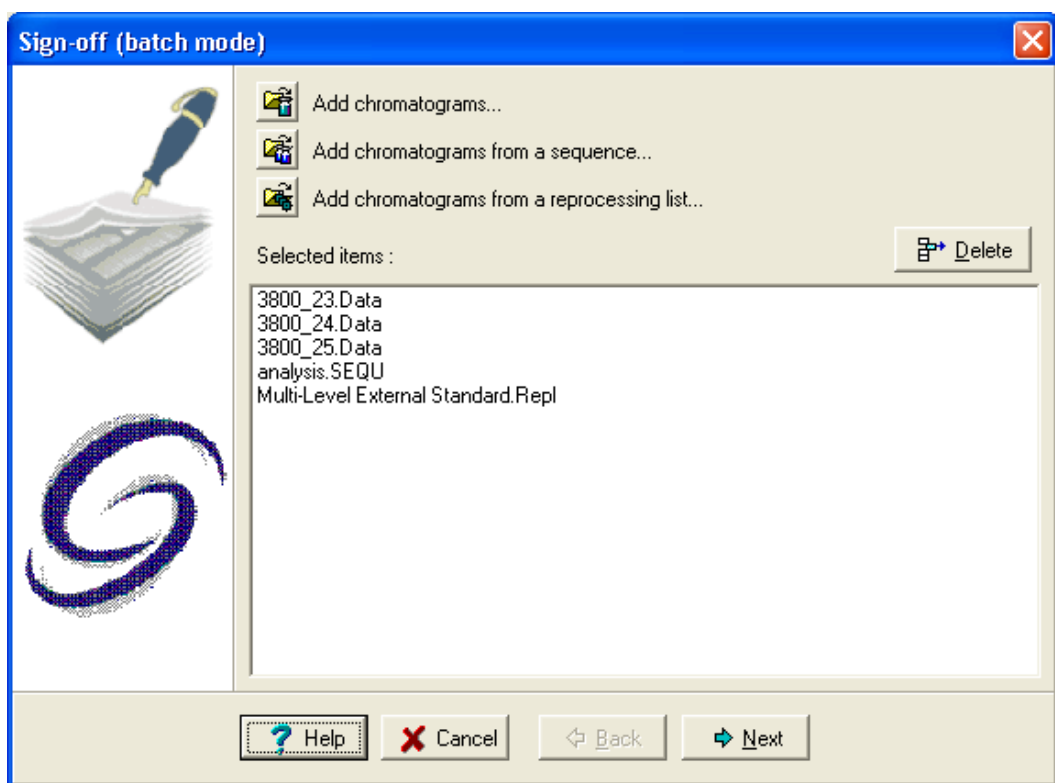 Sign-off (batch mode)
Add chromatograms...
Add chromatograms from a sequence...
Add chromatograms from a reprocessing list...
Selected items :
Delete
3800_23.Data
3800_24.Data
3800_25.Data
analysis.SEQU
Multi-Level External Standard.Repl
Help
Cancel
Back
Next